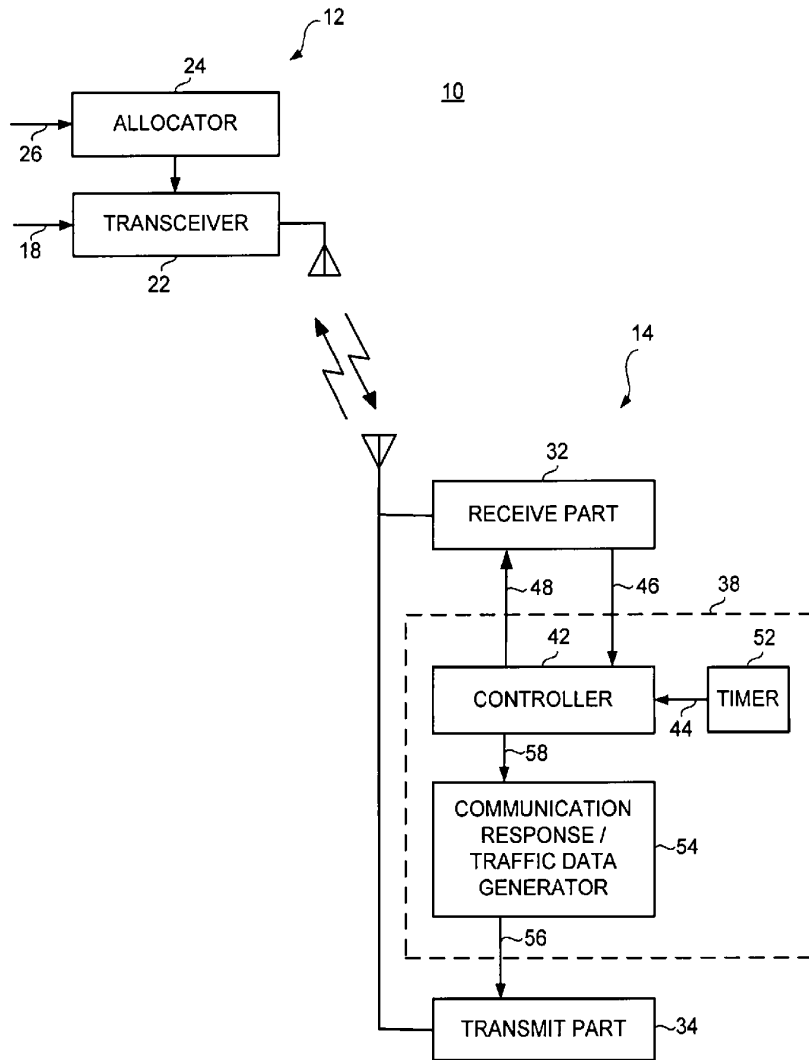 12
24
10
ALLOCATOR
26
TRANSCEIVER
18
22
14
32
RECEIVE PART
48
46
38
42
52
CONTROLLER
TIMER
44
58
COMMUNICATION
RESPONSE /
TRAFFIC DATA
GENERATOR
54
56
TRANSMIT PART
34